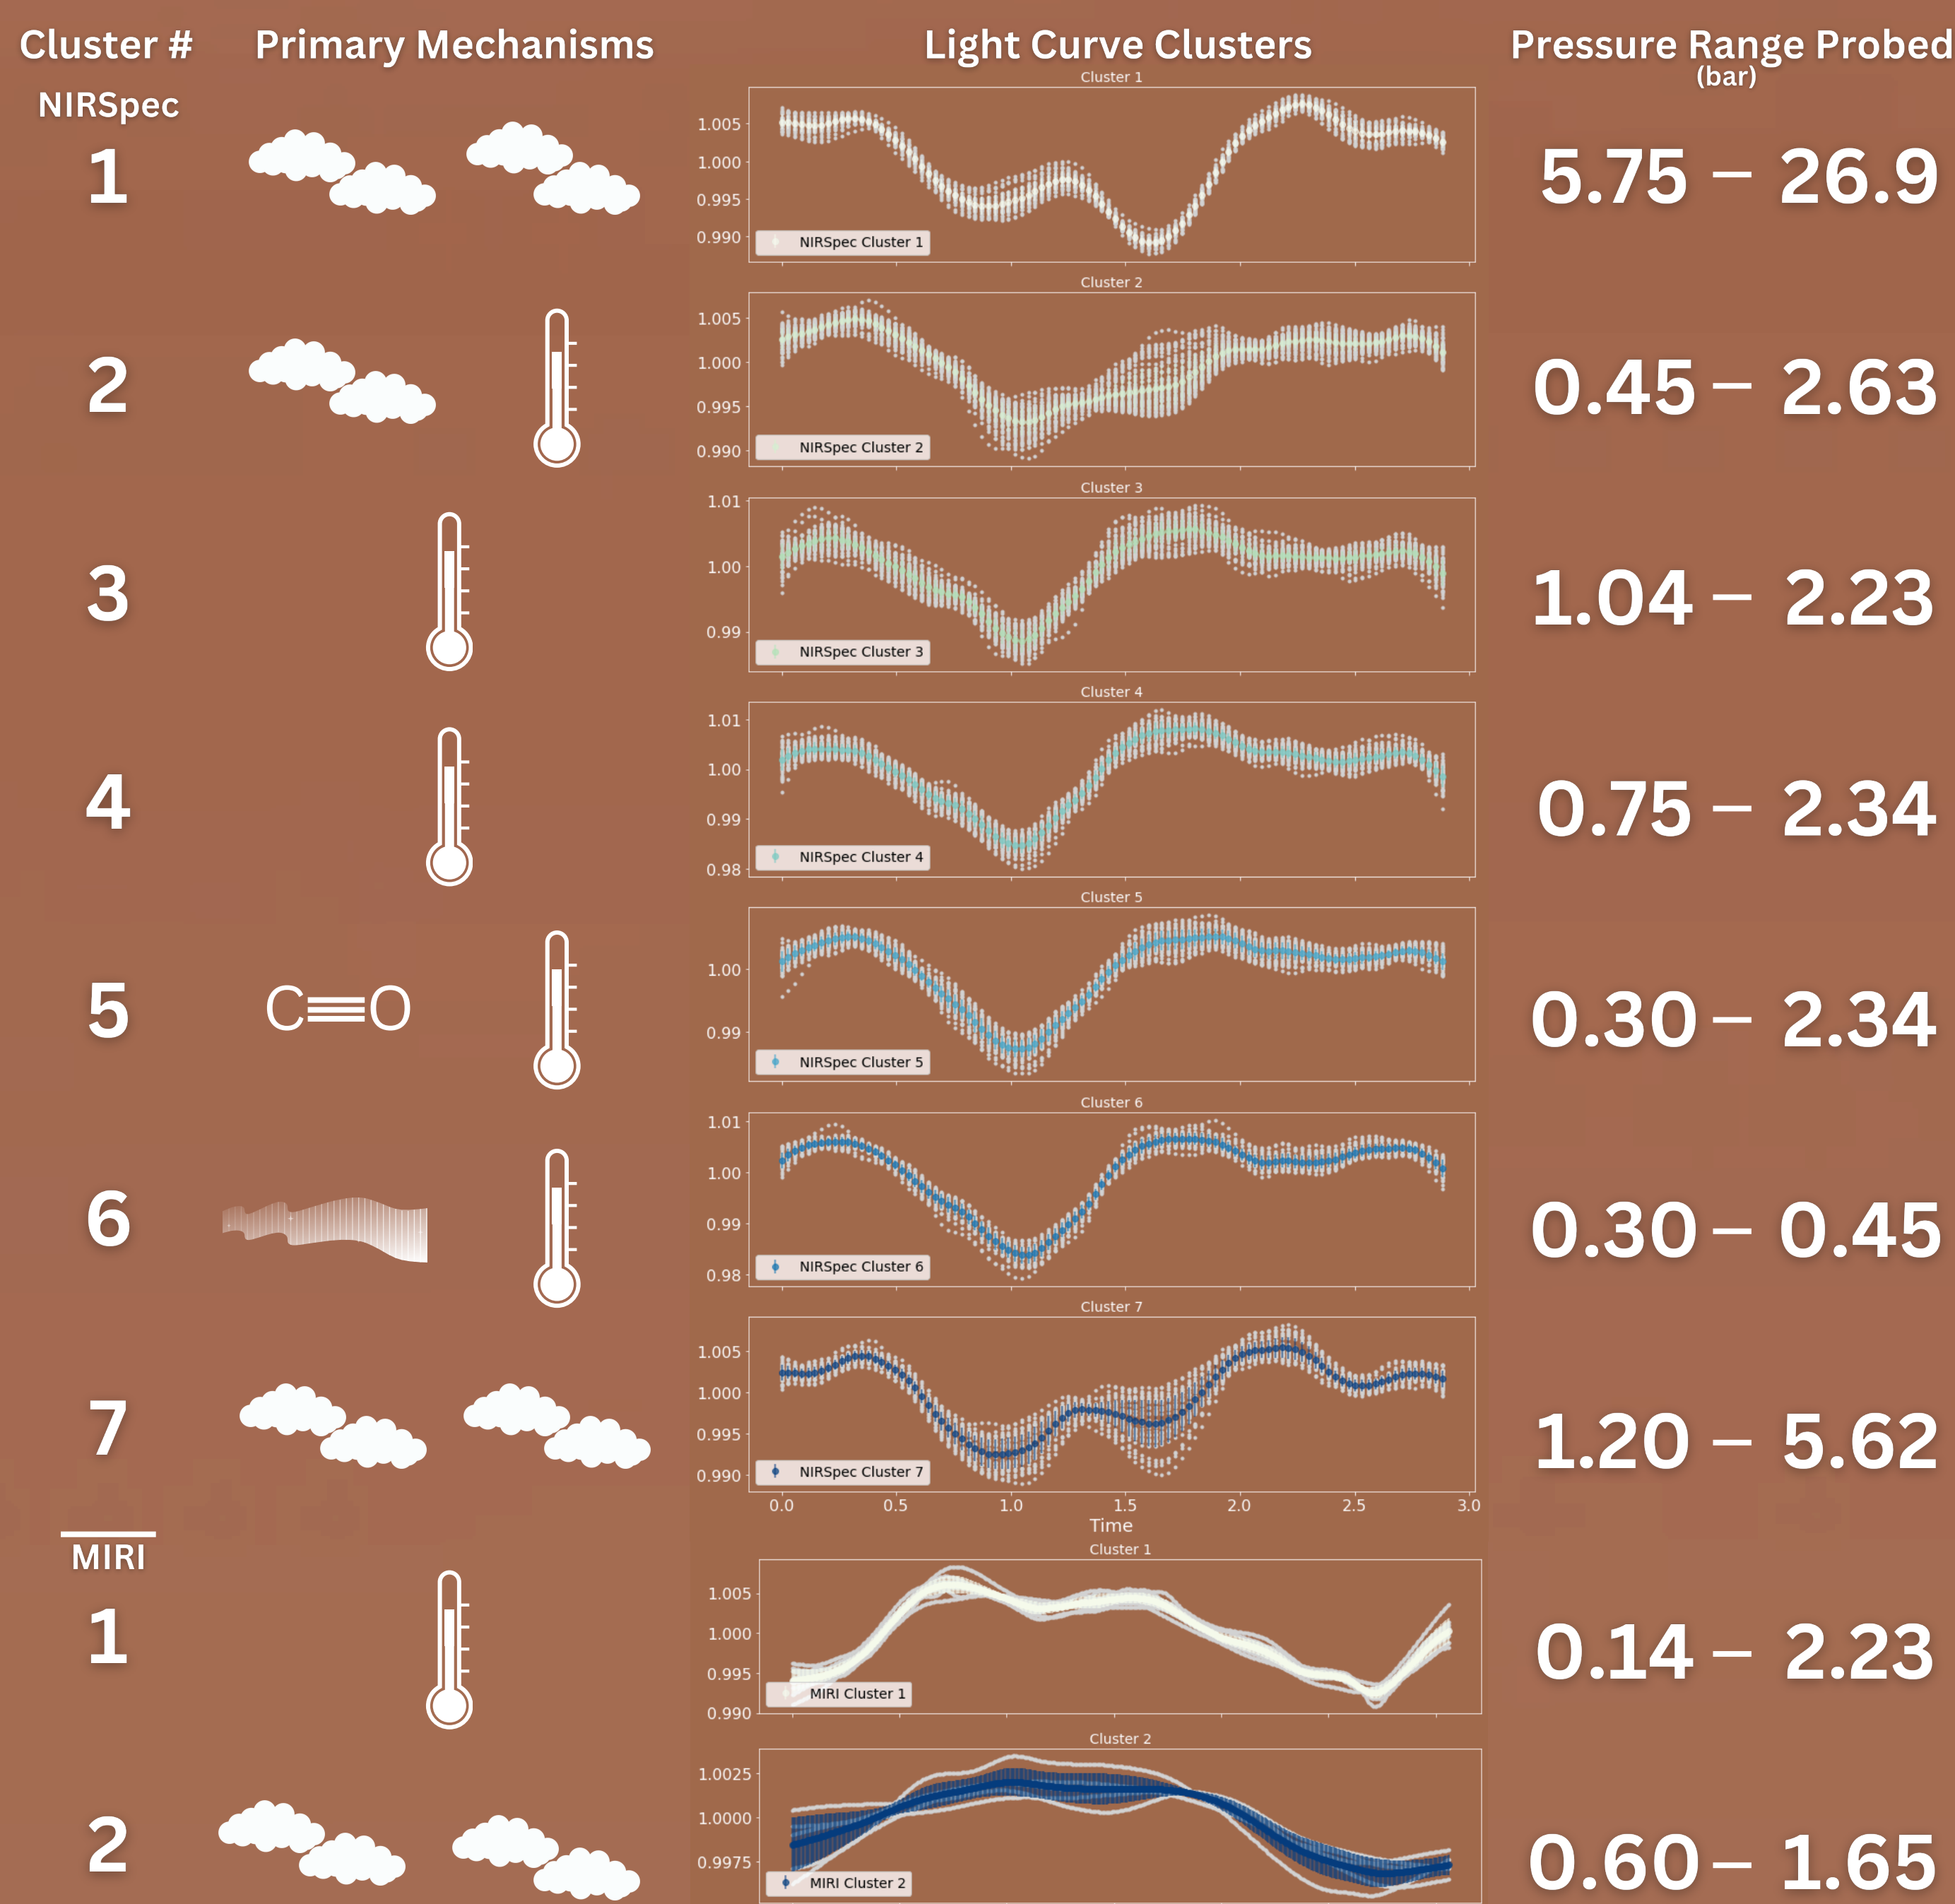 Cluster # Primary Mechanisms Light Curve Clusters Pressure Range Probed
(bar)
NIRSpec
Cluster 1
1.005
1.000
0.995
0.990
NIRSpec Cluster 1
1
5.75 – 26.9
Cluster 2
1.005
1.000
0.995
0.990
NIRSpec Cluster 2
2
0.45 – 2.63
Cluster 3
1.01
1.00
0.99
NIRSpec Cluster 3
3
1.04 – 2.23
Cluster 4
1.01
1.00
0.99
0.98
NIRSpec Cluster 4
4
0.75 – 2.34
Cluster 5
1.00
0.99
NIRSpec Cluster 5
5
C≡O
0.30 – 2.34
Cluster 6
1.01
1.00
0.99
0.98
NIRSpec Cluster 6
6
0.30 – 0.45
Cluster 7
1.005
1.000
0.995
0.990
NIRSpec Cluster 7
7
1.20 – 5.62
0.0 0.5 1.0 1.5 2.0 2.5 3.0
Time
MIRI
Cluster 1
1.005
1.000
0.995
0.990
MIRI Cluster 1
1
0.14 – 2.23
Cluster 2
1.0025
1.0000
0.9975
MIRI Cluster 2
2
0.60 – 1.65